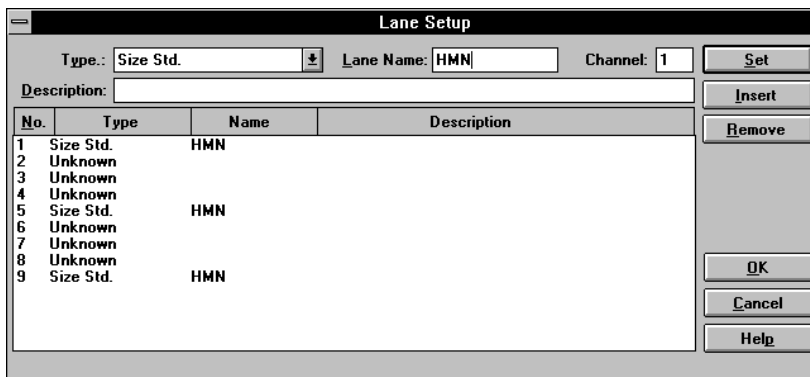 Lane Setup
Type.: Size Std. Lane Name: HMN Channel: 1 Set
Description: Insert
No. Type Name Description Remove
1 Size Std. HMN
2 Unknown
3 Unknown
4 Unknown
5 Size Std. HMN
6 Unknown
7 Unknown
8 Unknown
9 Size Std. HMN
OK
Cancel
Help